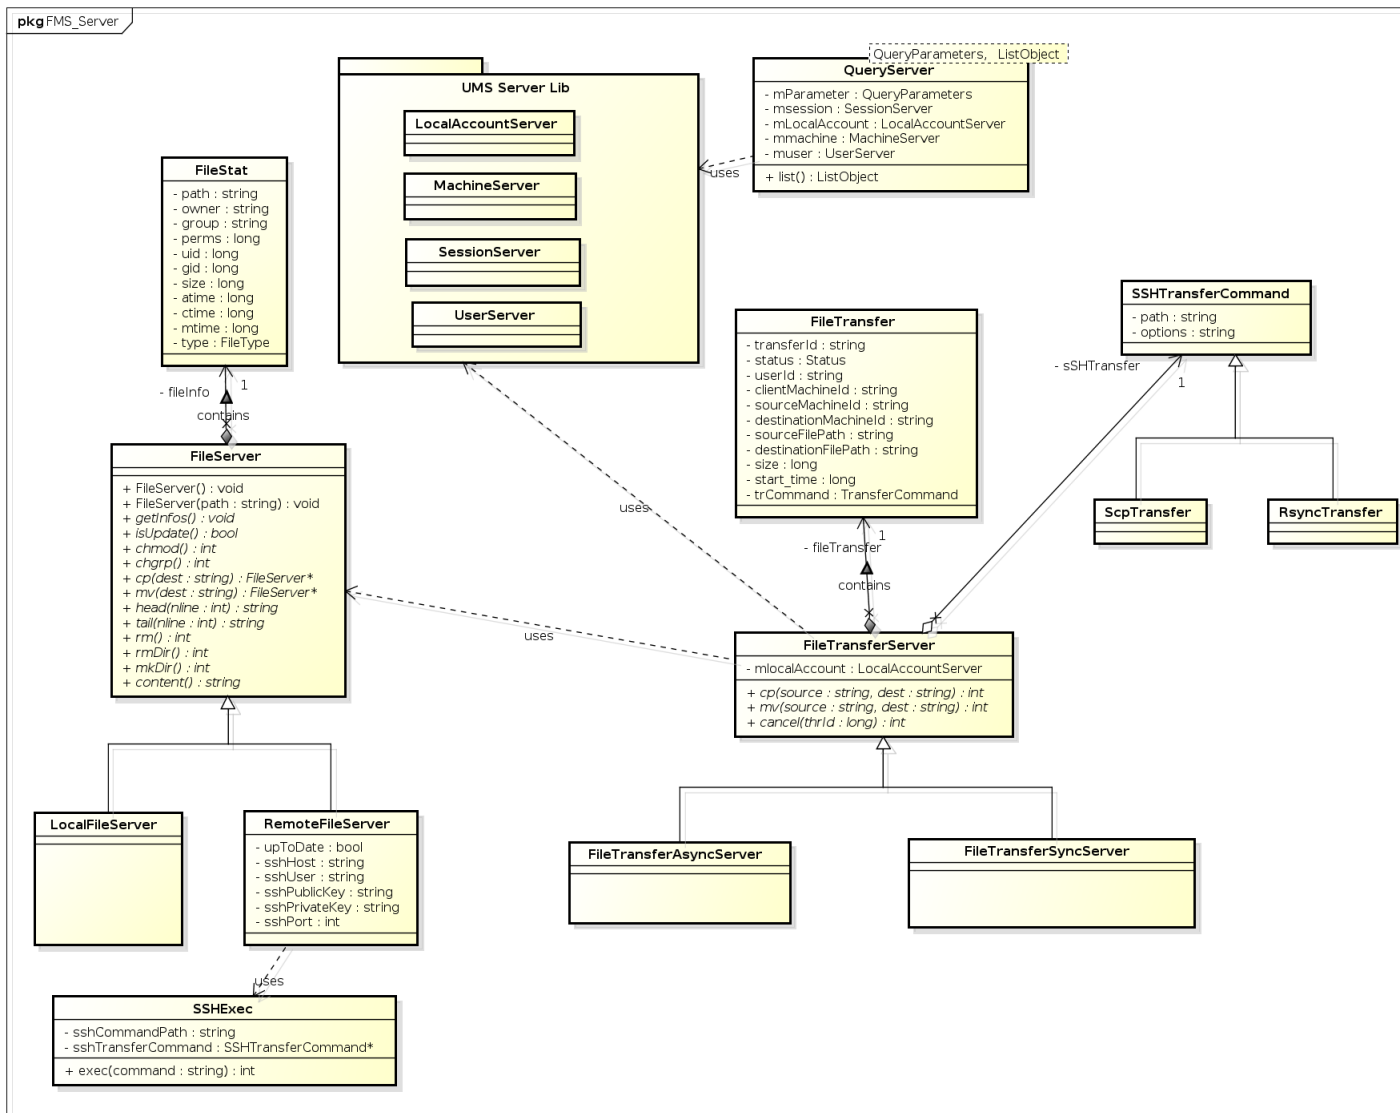 pkg FMS_Server
QueryParameters, ListObject
QueryServer
- mParameter : QueryParameters
- msession : SessionServer
- mLocalAccount : LocalAccountServer
- mmachine : MachineServer
- muser : UserServer
+ list() : ListObject
uses
UMS Server Lib
LocalAccountServer
MachineServer
SessionServer
UserServer
FileStat
- path : string
- owner : string
- group : string
- perms : long
- uid : long
- gid : long
- size : long
- atime : long
- ctime : long
- mtime : long
- type : FileType
1
- fileInfo
contains
FileServer
+ FileServer() : void
+ FileServer(path : string) : void
+ getInfos() : void
+ isUpdate() : bool
+ chmod() : int
+ chgrp() : int
+ cp(dest : string) : FileServer*
+ mv(dest : string) : FileServer*
+ head(nline : int) : string
+ tail(nline : int) : string
+ rm() : int
+ rmDir() : int
+ mkDir() : int
+ content() : string
uses
uses
FileTransfer
- transferId : string
- status : Status
- userId : string
- clientMachineId : string
- sourceMachineId : string
- destinationMachineId : string
- sourceFilePath : string
- destinationFilePath : string
- size : long
- start_time : long
- trCommand : TransferCommand
1
- fileTransfer
contains
SSHTransferCommand
- path : string
- options : string
- sSHTransfer
1
ScpTransfer
RsyncTransfer
FileTransferServer
- mlocalAccount : LocalAccountServer
+ cp(source : string, dest : string) : int
+ mv(source : string, dest : string) : int
+ cancel(thrId : long) : int
LocalFileServer
RemoteFileServer
- upToDate : bool
- sshHost : string
- sshUser : string
- sshPublicKey : string
- sshPrivateKey : string
- sshPort : int
FileTransferAsyncServer
FileTransferSyncServer
uses
SSHExec
- sshCommandPath : string
- sshTransferCommand : SSHTransferCommand*
+ exec(command : string) : int